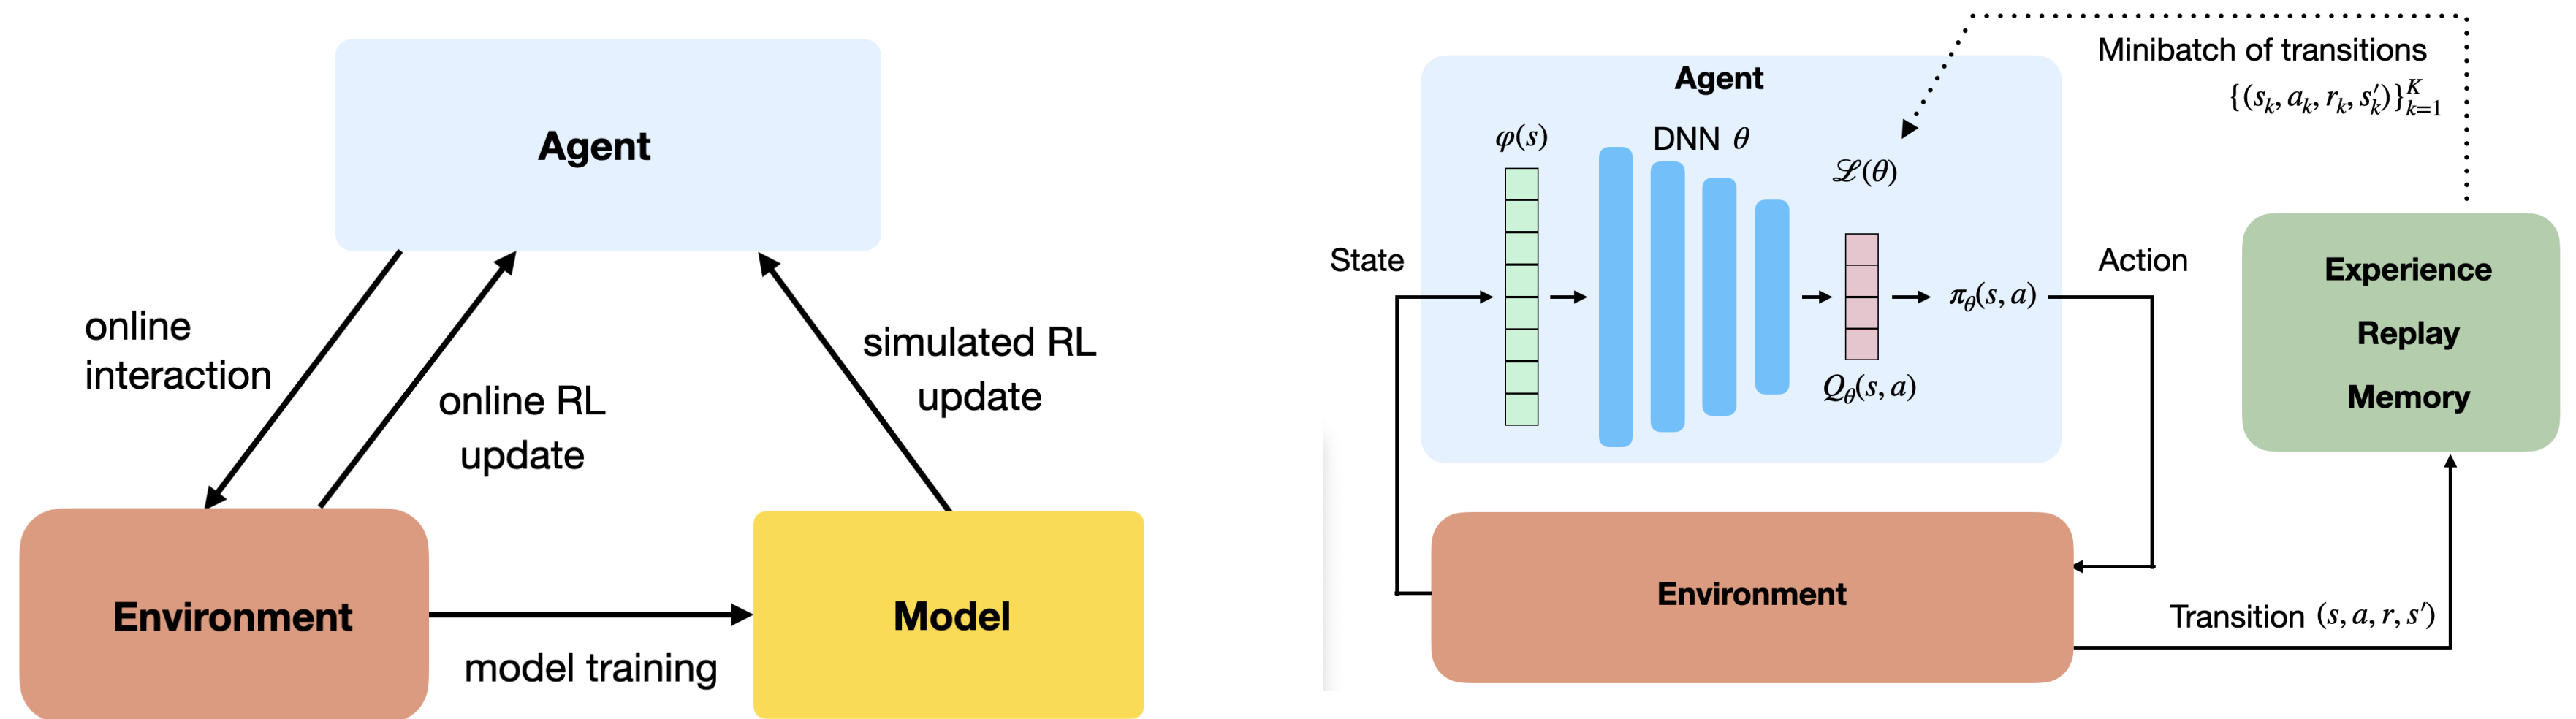 Agent
online
interaction
online RL
update
simulated RL
update
Environment
model training
Model
Minibatch of transitions
{(sₖ, aₖ, rₖ, s′ₖ)}ᴷₖ₌₁
Agent
φ(s)
DNN θ
ℒ(θ)
State
Action
π_θ(s, a)
Q_θ(s, a)
Experience
Replay
Memory
Environment
Transition (s, a, r, s′)